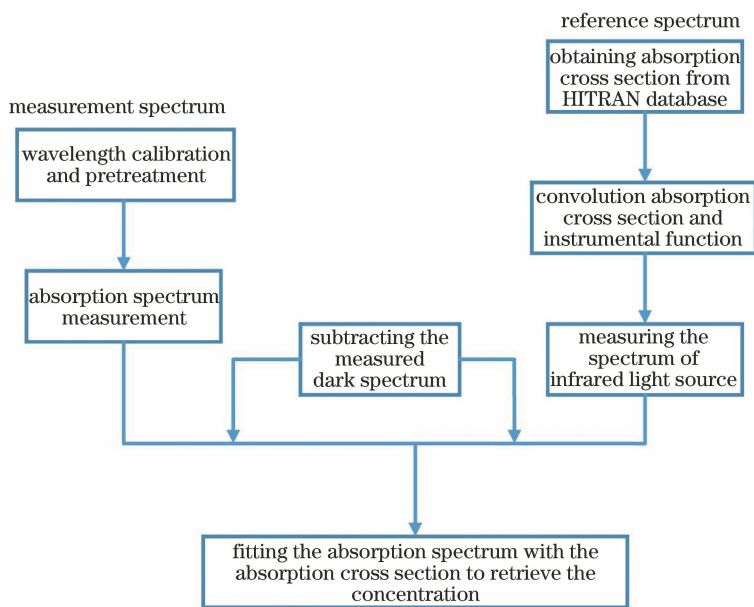 reference spectrum
obtaining absorption
cross section from
HITRAN database
measurement spectrum
wavelength calibration
and pretreatment
convolution absorption
cross section and
instrumental function
absorption spectrum
measurement
subtracting the
measured
dark spectrum
measuring the
spectrum of
infrared light source
fitting the absorption spectrum with the
absorption cross section to retrieve the
concentration